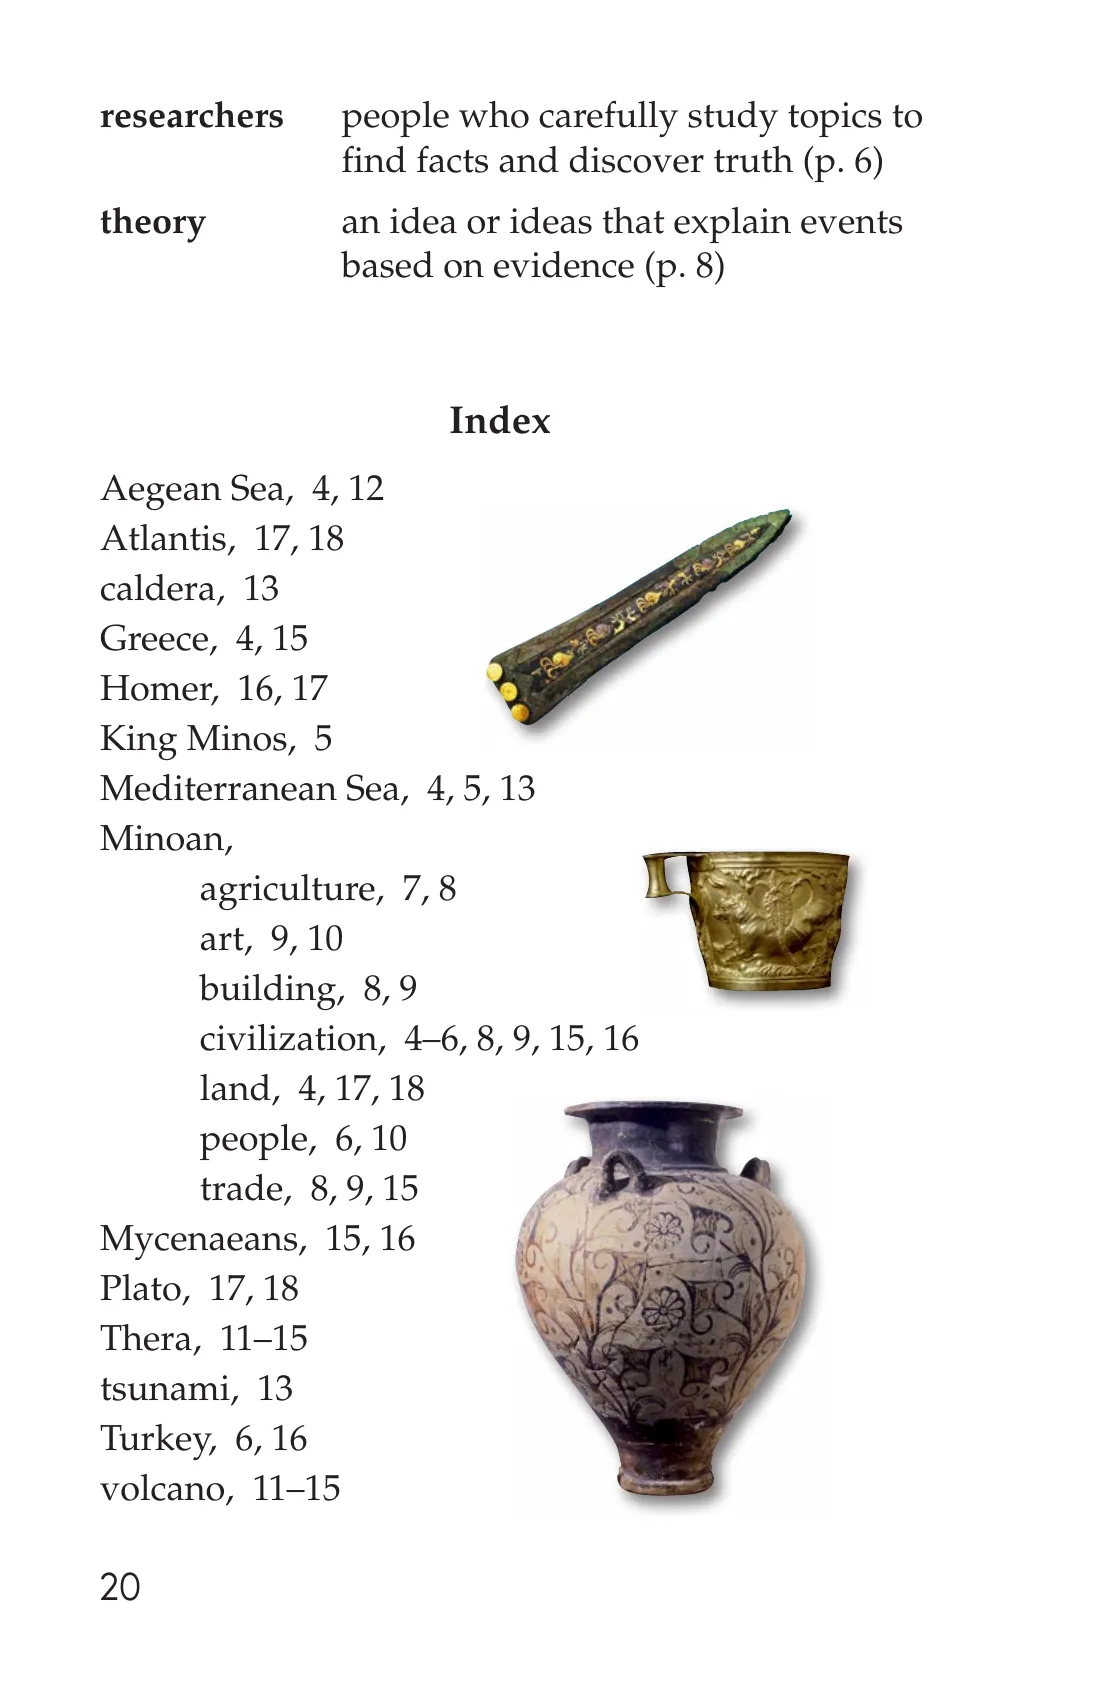 researchers people who carefully study topics to
find facts and discover truth (p. 6)
theory an idea or ideas that explain events
based on evidence (p. 8)
Index
Aegean Sea, 4, 12
Atlantis, 17, 18
caldera, 13
Greece, 4, 15
Homer, 16, 17
King Minos, 5
Mediterranean Sea, 4, 5, 13
Minoan,
agriculture, 7, 8
art, 9, 10
building, 8, 9
civilization, 4–6, 8, 9, 15, 16
land, 4, 17, 18
people, 6, 10
trade, 8, 9, 15
Mycenaeans, 15, 16
Plato, 17, 18
Thera, 11–15
tsunami, 13
Turkey, 6, 16
volcano, 11–15
20